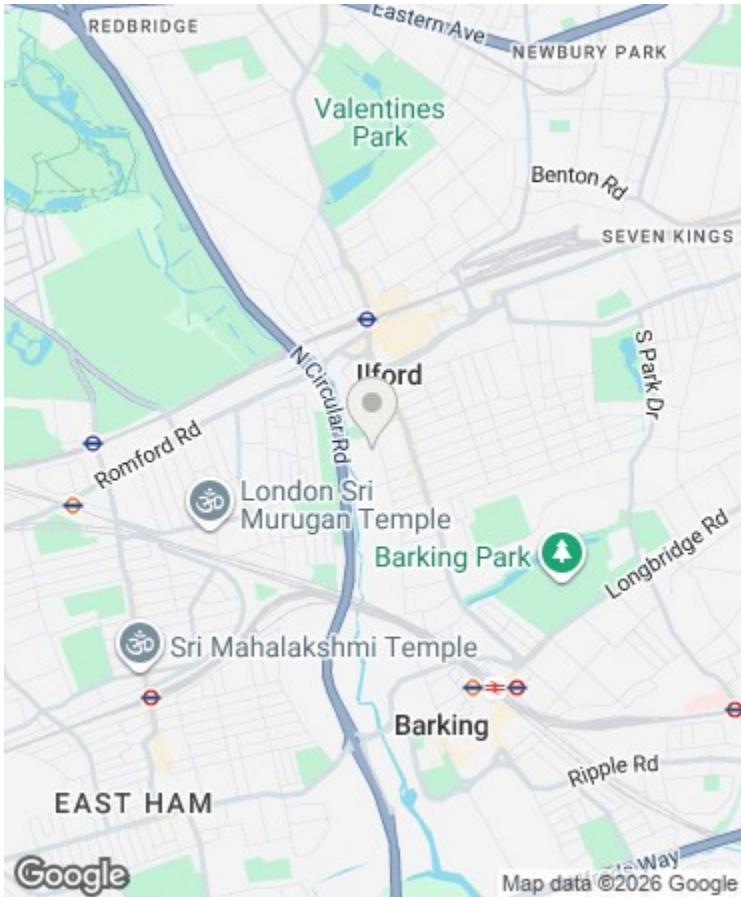 REDBRIDGE
Eastern Ave
NEWBURY PARK
Valentines
Park
Benton Rd
SEVEN KINGS
N Circular Rd
Ilford
S Park Dr
Romford Rd
London Sri
Murugan Temple
Barking Park
Longbridge Rd
Sri Mahalakshmi Temple
Barking
Ripple Rd
EAST HAM
Way
Google
Map data ©2026 Google